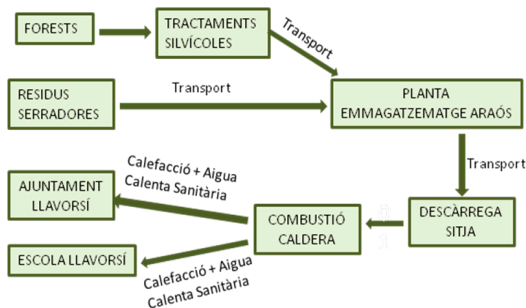 FORESTS
TRACTAMENTS
SILVÍCOLES
Transport
RESIDUS
SERRADORES
Transport
PLANTA
EMMAGATZEMATGE ARAÓS
Transport
AJUNTAMENT
LLAVORSÍ
Calefacció + Aigua
Calenta Sanitària
COMBUSTIÓ
CALDERA
DESCÀRREGA
SITJA
ESCOLA LLAVORSÍ
Calefacció + Aigua
Calenta Sanitària